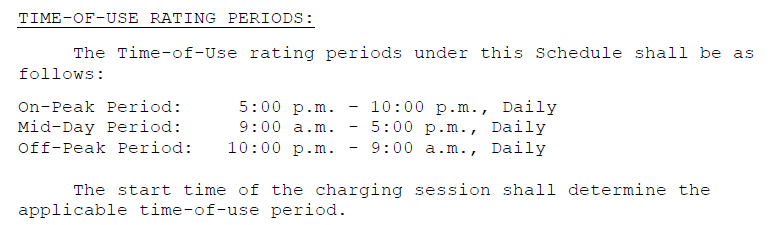 TIME-OF-USE RATING PERIODS:
The Time-of-Use rating periods under this Schedule shall be as
follows:
On-Peak Period: 5:00 p.m. - 10:00 p.m., Daily
Mid-Day Period: 9:00 a.m. - 5:00 p.m., Daily
Off-Peak Period: 10:00 p.m. - 9:00 a.m., Daily
The start time of the charging session shall determine the
applicable time-of-use period.